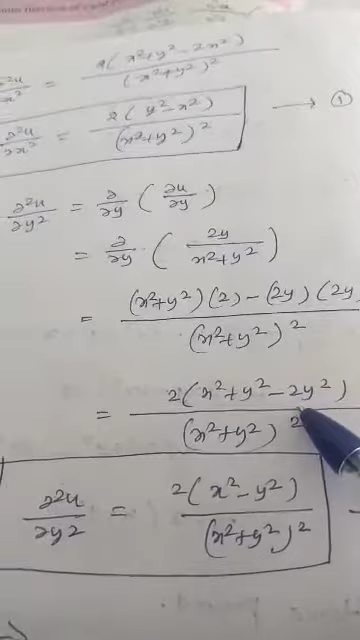 ∂²u/∂x² = 2(x²+y²-2x²)/(x²+y²)²
∂²u/∂x² = 2(y²-x²)/(x²+y²)² → ①
∂²u/∂y² = ∂/∂y (∂u/∂y)
= ∂/∂y · (2y/x²+y²)
= (x²+y²)(2) - (2y)(2y/(x²+y²)²
= 2(x²+y²-2y²)/(x²+y²)²
∂²u/∂y² = 2(x²-y²)/(x²+y²)²